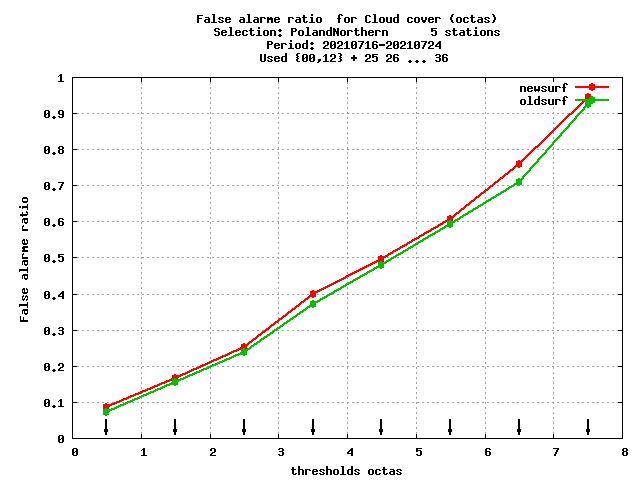 False alarme ratio  for Cloud cover (octas)
Selection: PolandNorthern      5 stations
Period: 20210716-20210724
Used {00,12} + 25 26 ... 36
newsurf
oldsurf
1
0.9
0.8
0.7
0.6
0.5
0.4
0.3
0.2
0.1
0
False alarme ratio
0 1 2 3 4 5 6 7 8
thresholds octas